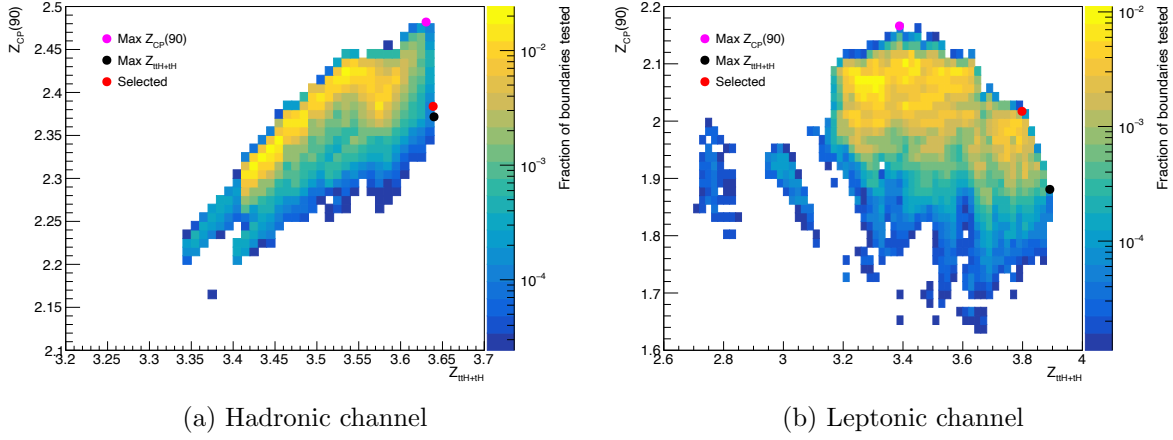 Z_CP(90)
2.5
2.45
2.4
2.35
2.3
2.25
2.2
2.15
2.1
3.2 3.25 3.3 3.35 3.4 3.45 3.5 3.55 3.6 3.65 3.7
Z_ttH+tH
Max Z_CP(90)
Max Z_ttH+tH
Selected
10⁻²
10⁻³
10⁻⁴
Fraction of boundaries tested
(a) Hadronic channel
Z_CP(90)
2.2
2.1
2
1.9
1.8
1.7
1.6
2.6 2.8 3 3.2 3.4 3.6 3.8 4
Z_ttH+tH
Max Z_CP(90)
Max Z_ttH+tH
Selected
10⁻²
10⁻³
10⁻⁴
Fraction of boundaries tested
(b) Leptonic channel